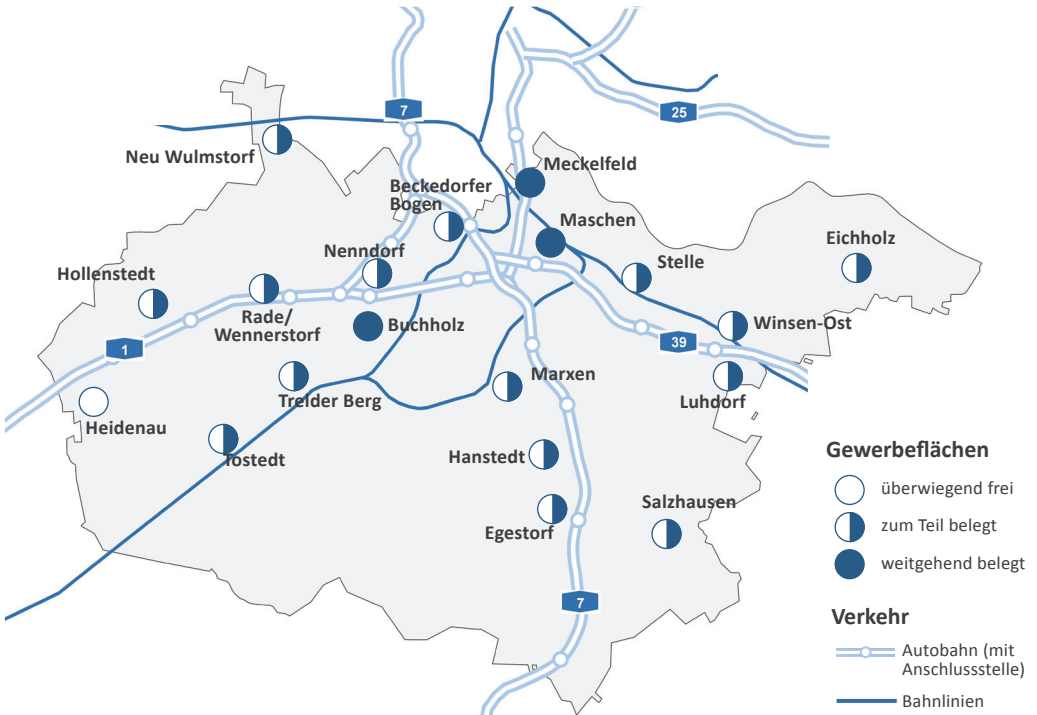 7
25
Neu Wulmstorf
Meckelfeld
Beckedorfer
Bogen
Maschen
Eichholz
Nenndorf
Stelle
Hollenstedt
Rade/
Wennerstorf
Buchholz
Winsen-Ost
1
39
Marxen
Trelder Berg
Luhdorf
Heidenau
Tostedt
Hanstedt
Salzhausen
Egestorf
7
Gewerbeflächen
überwiegend frei
zum Teil belegt
weitgehend belegt
Verkehr
Autobahn (mit
Anschlussstelle)
Bahnlinien